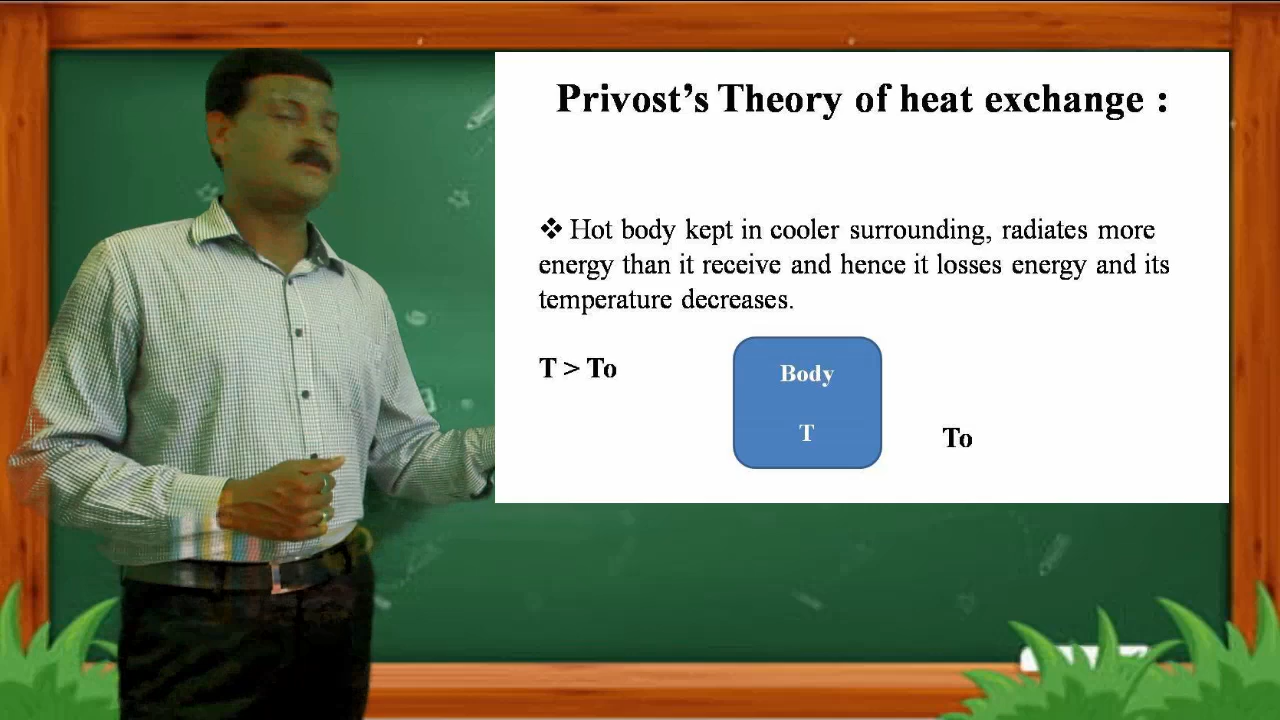 Privost’s Theory of heat exchange :
❖ Hot body kept in cooler surrounding, radiates more
energy than it receive and hence it losses energy and its
temperature decreases.
T > To
Body
T
To